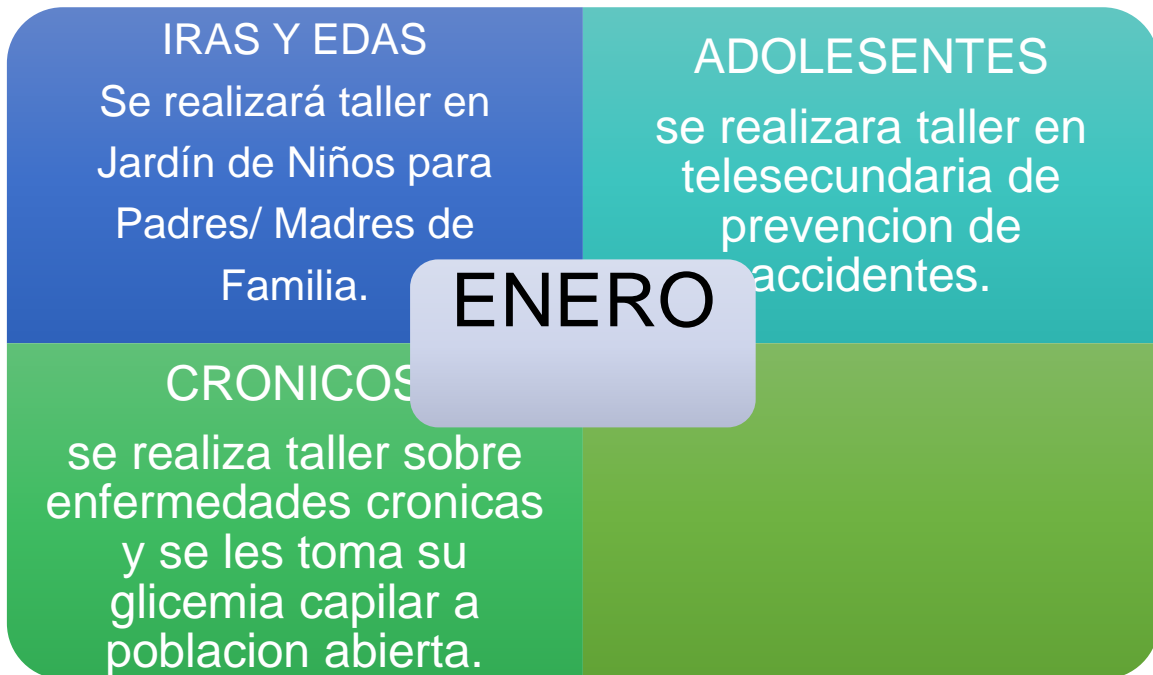 IRAS Y EDAS
Se realizará taller en
Jardín de Niños para
Padres/ Madres de
Familia.
ADOLESENTES
se realizara taller en
telesecundaria de
prevencion de
accidentes.
ENERO
CRONICOS
se realiza taller sobre
enfermedades cronicas
y se les toma su
glicemia capilar a
poblacion abierta.